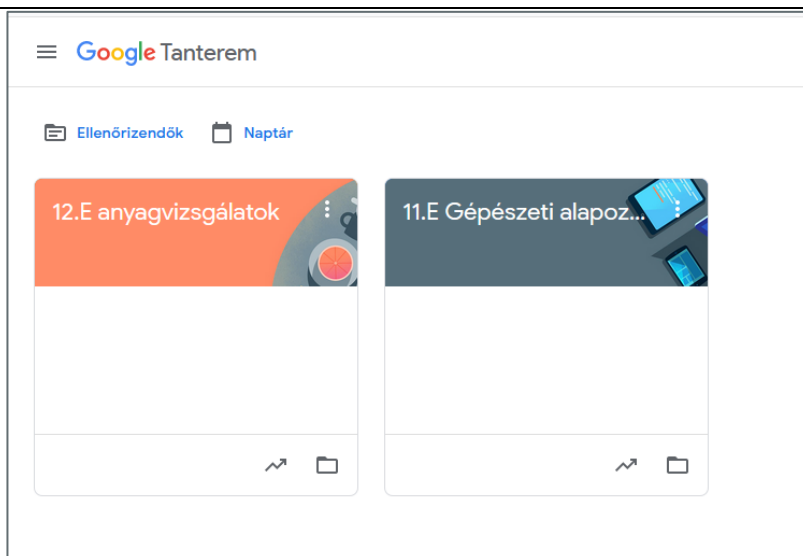 Google Tanterem
Ellenőrizendők Naptár
12.E anyagvizsgálatok
11.E Gépészeti alapoz...